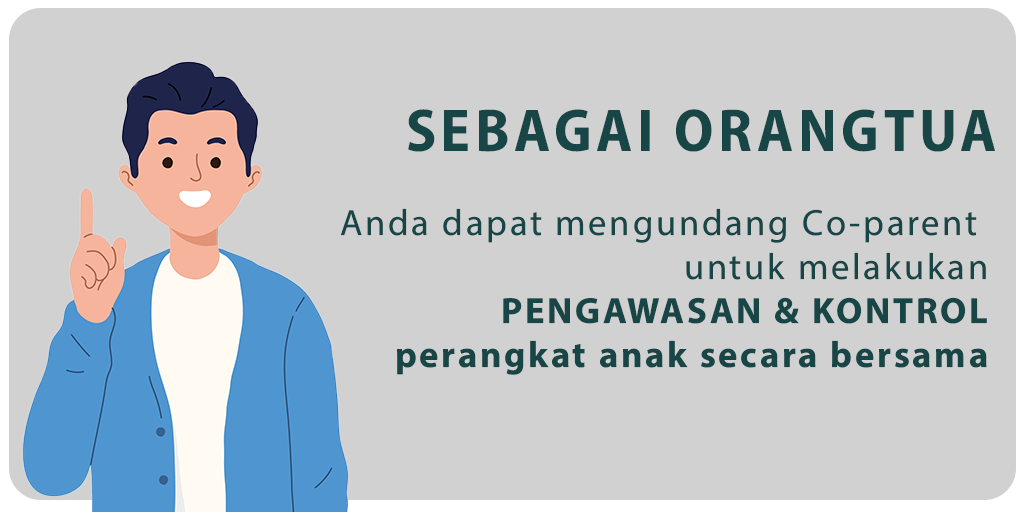 SEBAGAI ORANGTUA
Anda dapat mengundang Co-parent
untuk melakukan
PENGAWASAN & KONTROL
perangkat anak secara bersama